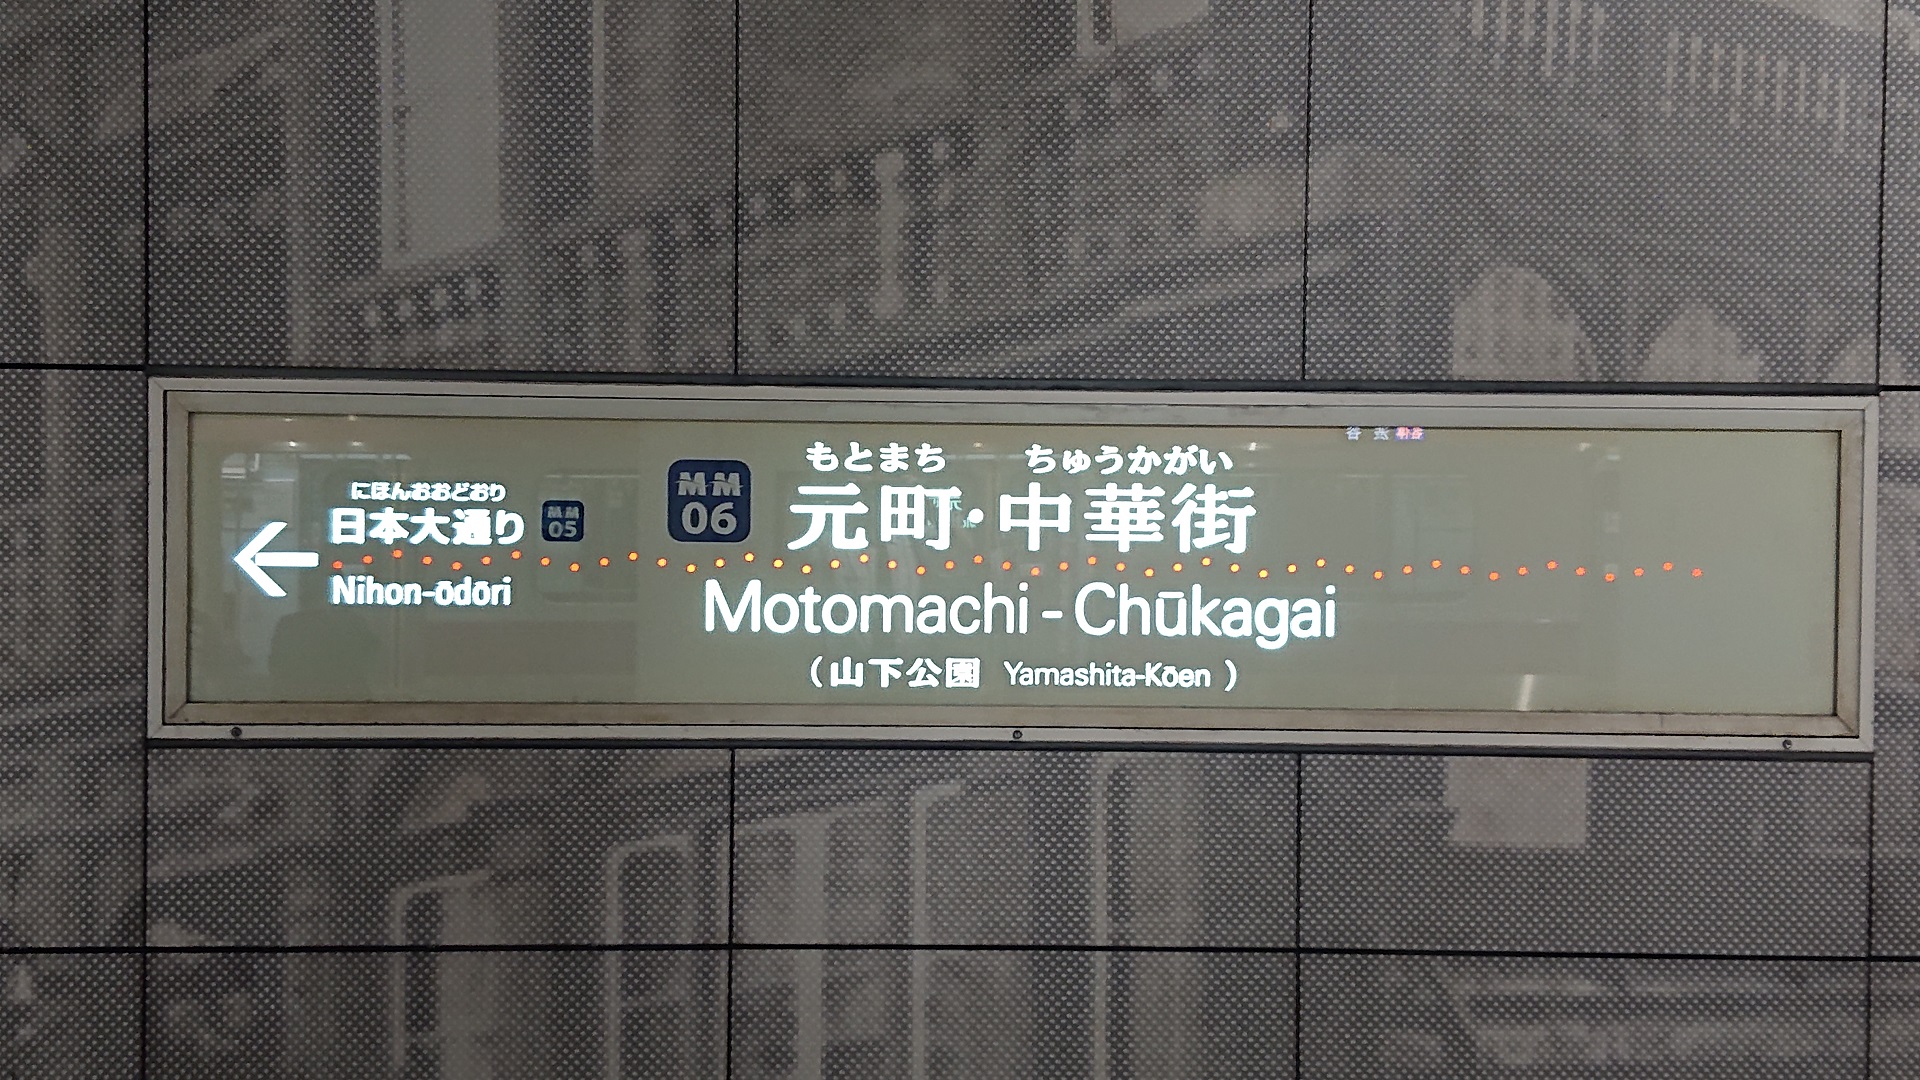 にほんおおどおり
日本大通り
MM
05
Nihon-ōdōri
MM
06
もとまち ちゅうかがい
元町・中華街
Motomachi-Chūkagai
(山下公園 Yamashita-Kōen)